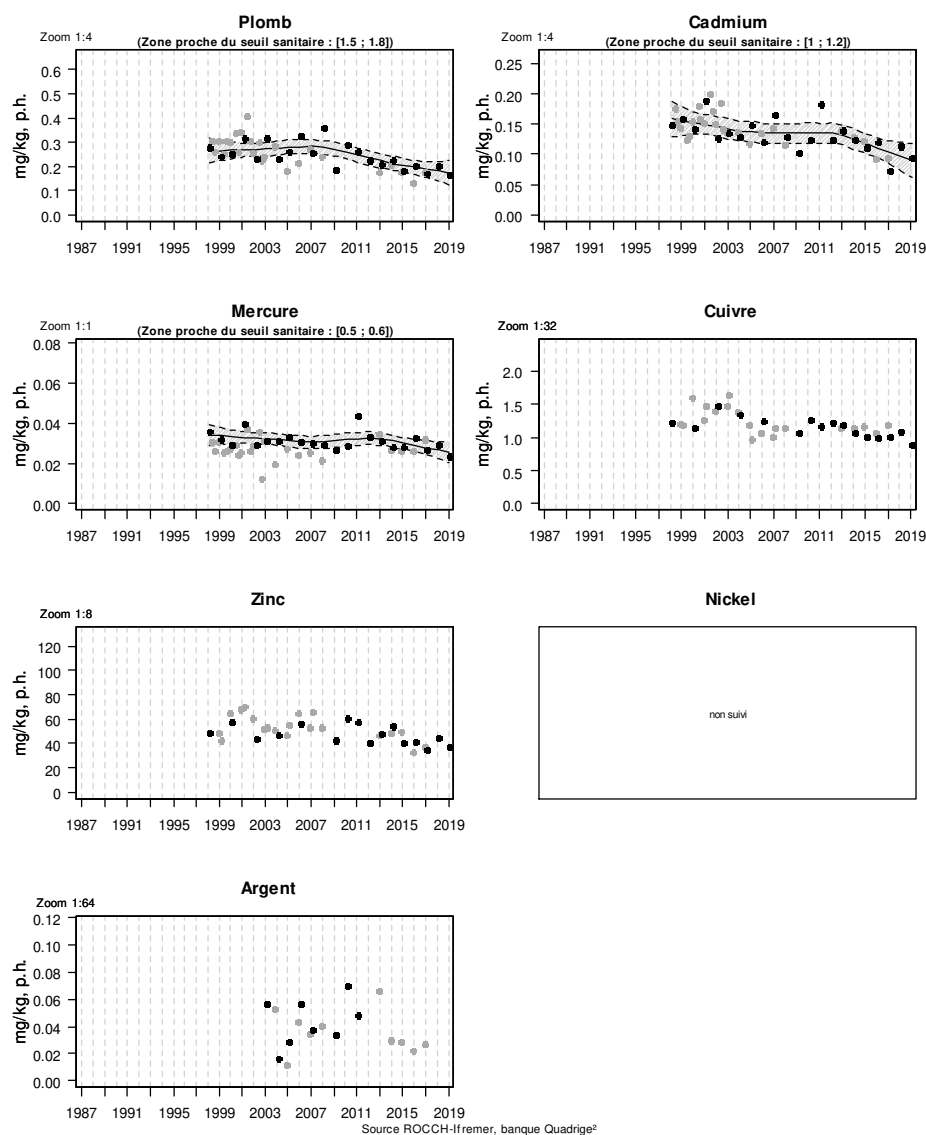 Plomb
Zoom 1:4
(Zone proche du seuil sanitaire : [1.5 ; 1.8])
mg/kg, p.h.
0.6
0.5
0.4
0.3
0.2
0.1
0.0
1987 1991 1995 1999 2003 2007 2011 2015 2019
Cadmium
Zoom 1:4
(Zone proche du seuil sanitaire : [1 ; 1.2])
mg/kg, p.h.
0.25
0.20
0.15
0.10
0.05
0.00
1987 1991 1995 1999 2003 2007 2011 2015 2019
Mercure
Zoom 1:1
(Zone proche du seuil sanitaire : [0.5 ; 0.6])
mg/kg, p.h.
0.08
0.06
0.04
0.02
0.00
1987 1991 1995 1999 2003 2007 2011 2015 2019
Cuivre
Zoom 1:32
mg/kg, p.h.
2.0
1.5
1.0
0.5
0.0
1987 1991 1995 1999 2003 2007 2011 2015 2019
Zinc
Zoom 1:8
mg/kg, p.h.
120
100
80
60
40
20
0
1987 1991 1995 1999 2003 2007 2011 2015 2019
Nickel
non suivi
Argent
Zoom 1:64
mg/kg, p.h.
0.12
0.10
0.08
0.06
0.04
0.02
0.00
1987 1991 1995 1999 2003 2007 2011 2015 2019
Source ROCCH-Ifremer, banque Quadrige²